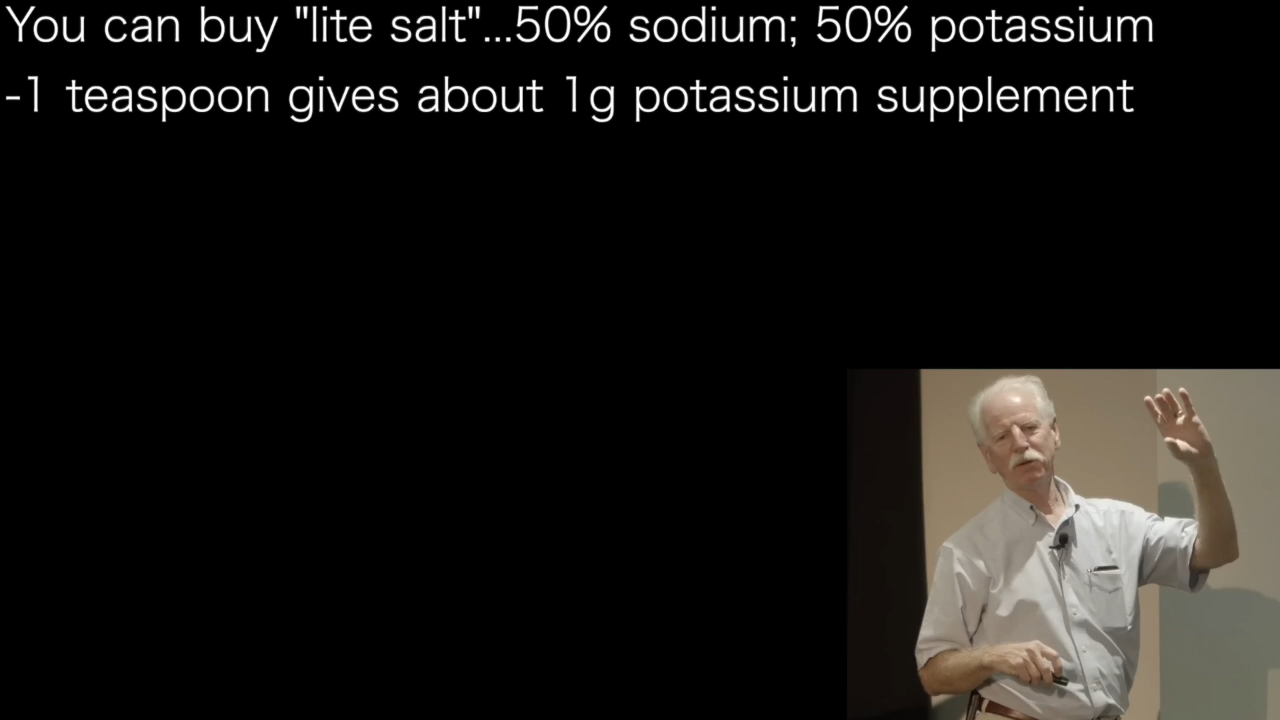 You can buy "lite salt"...50% sodium; 50% potassium
-1 teaspoon gives about 1g potassium supplement